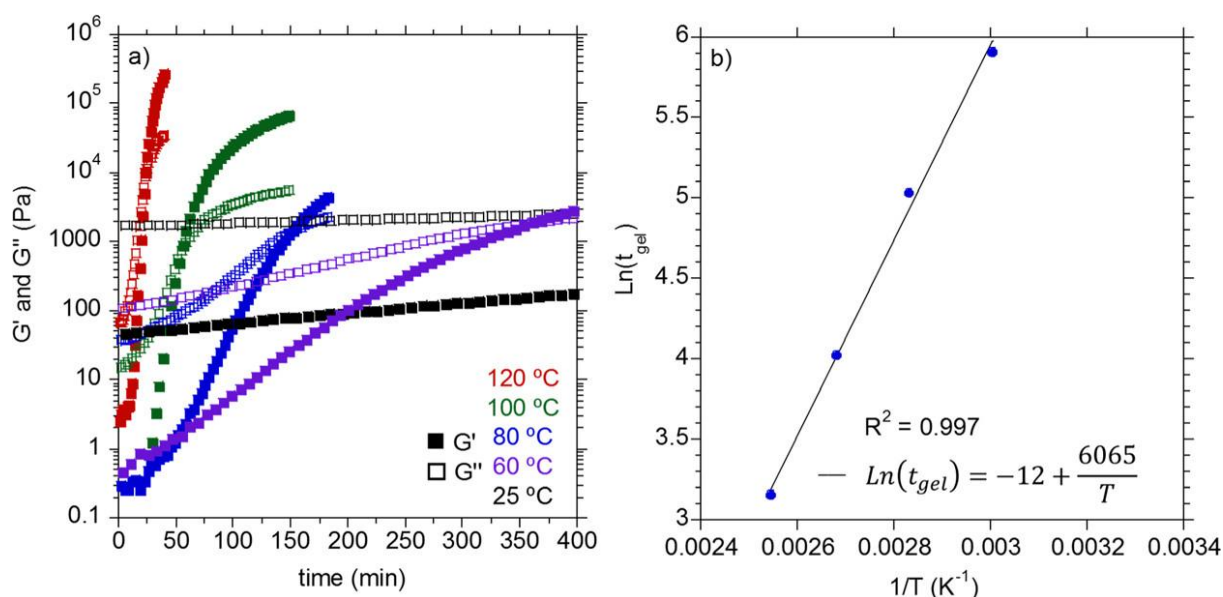 a)
G' and G'' (Pa)
10⁶
10⁵
10⁴
1000
100
10
1
0.1
120 ºC
100 ºC
■ G' 80 ºC
□ G'' 60 ºC
25 ºC
0 50 100 150 200 250 300 350 400
time (min)
b)
Ln(t_gel)
6
5.5
5
4.5
4
3.5
3
R² = 0.997
— Ln(t_gel) = −12 + 6065/T
0.0024 0.0026 0.0028 0.003 0.0032 0.0034
1/T (K⁻¹)